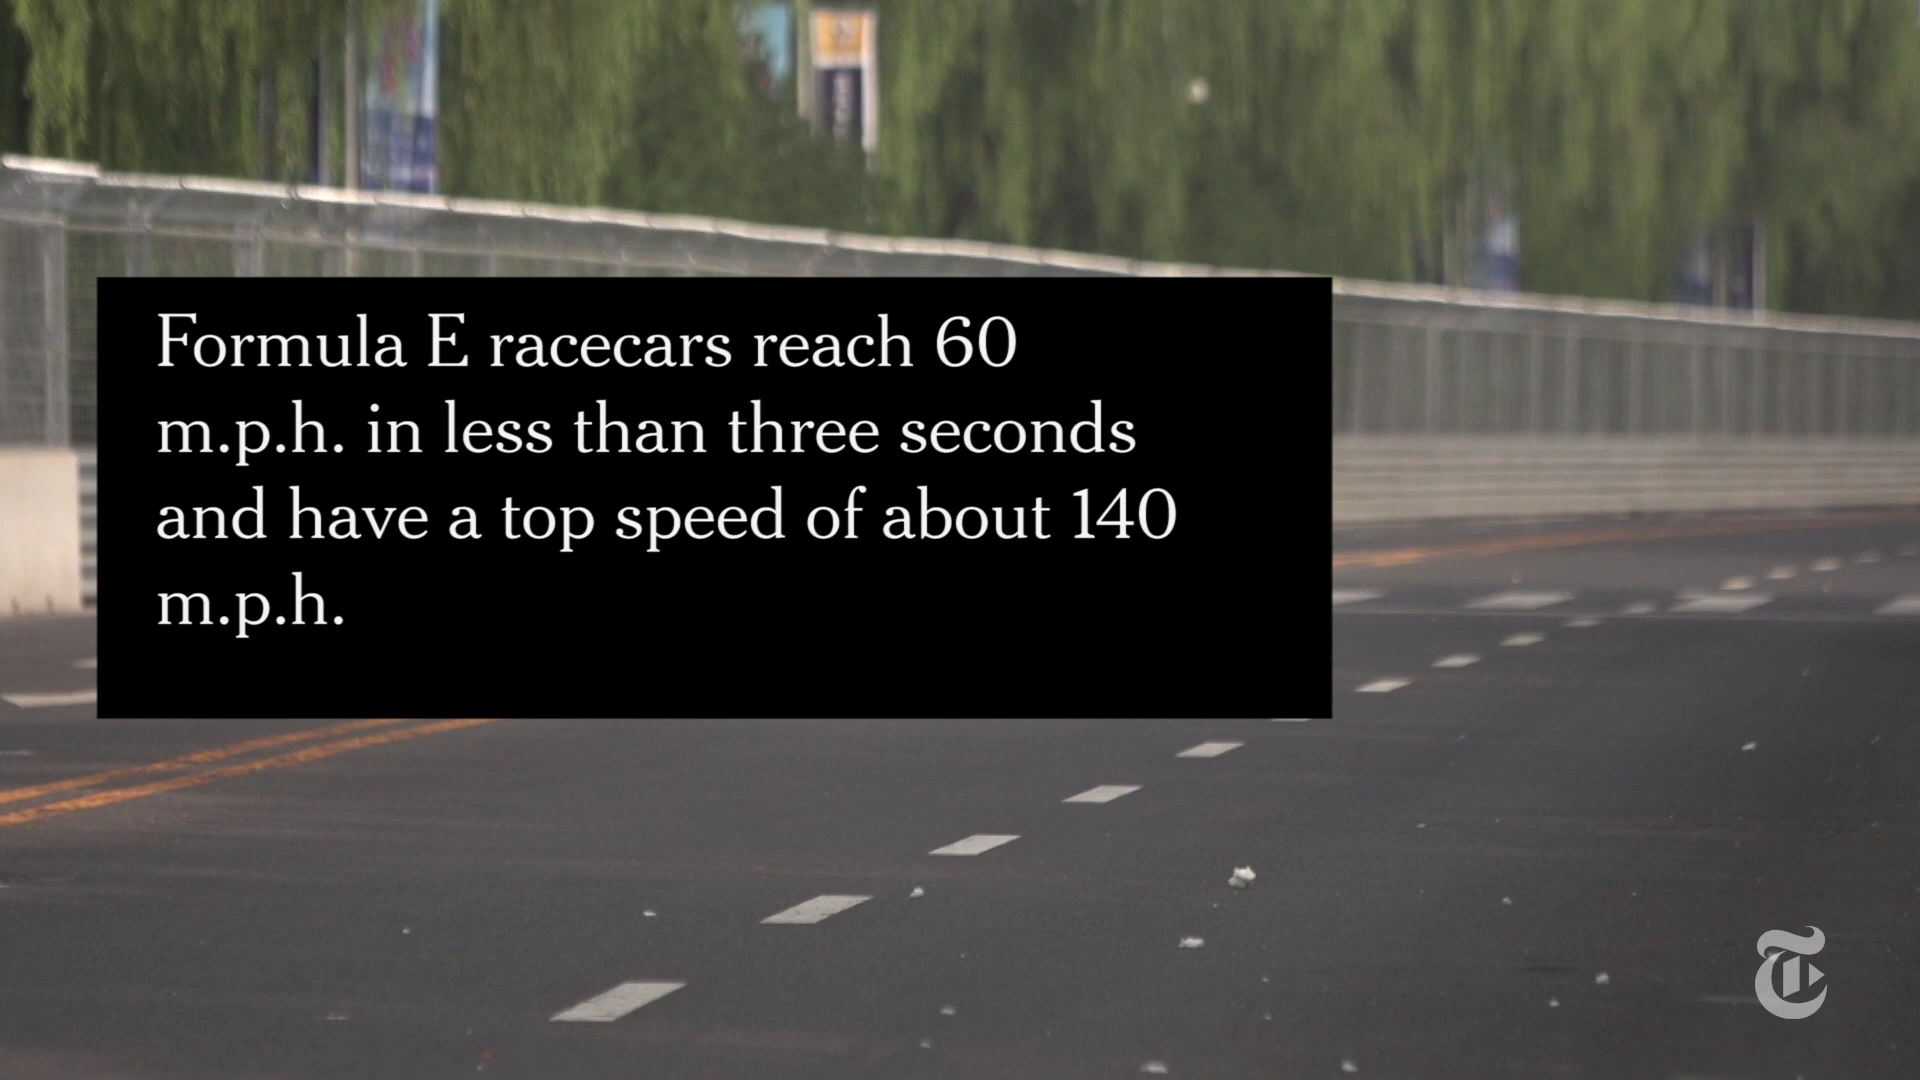 Formula E racecars reach 60
m.p.h. in less than three seconds
and have a top speed of about 140
m.p.h.